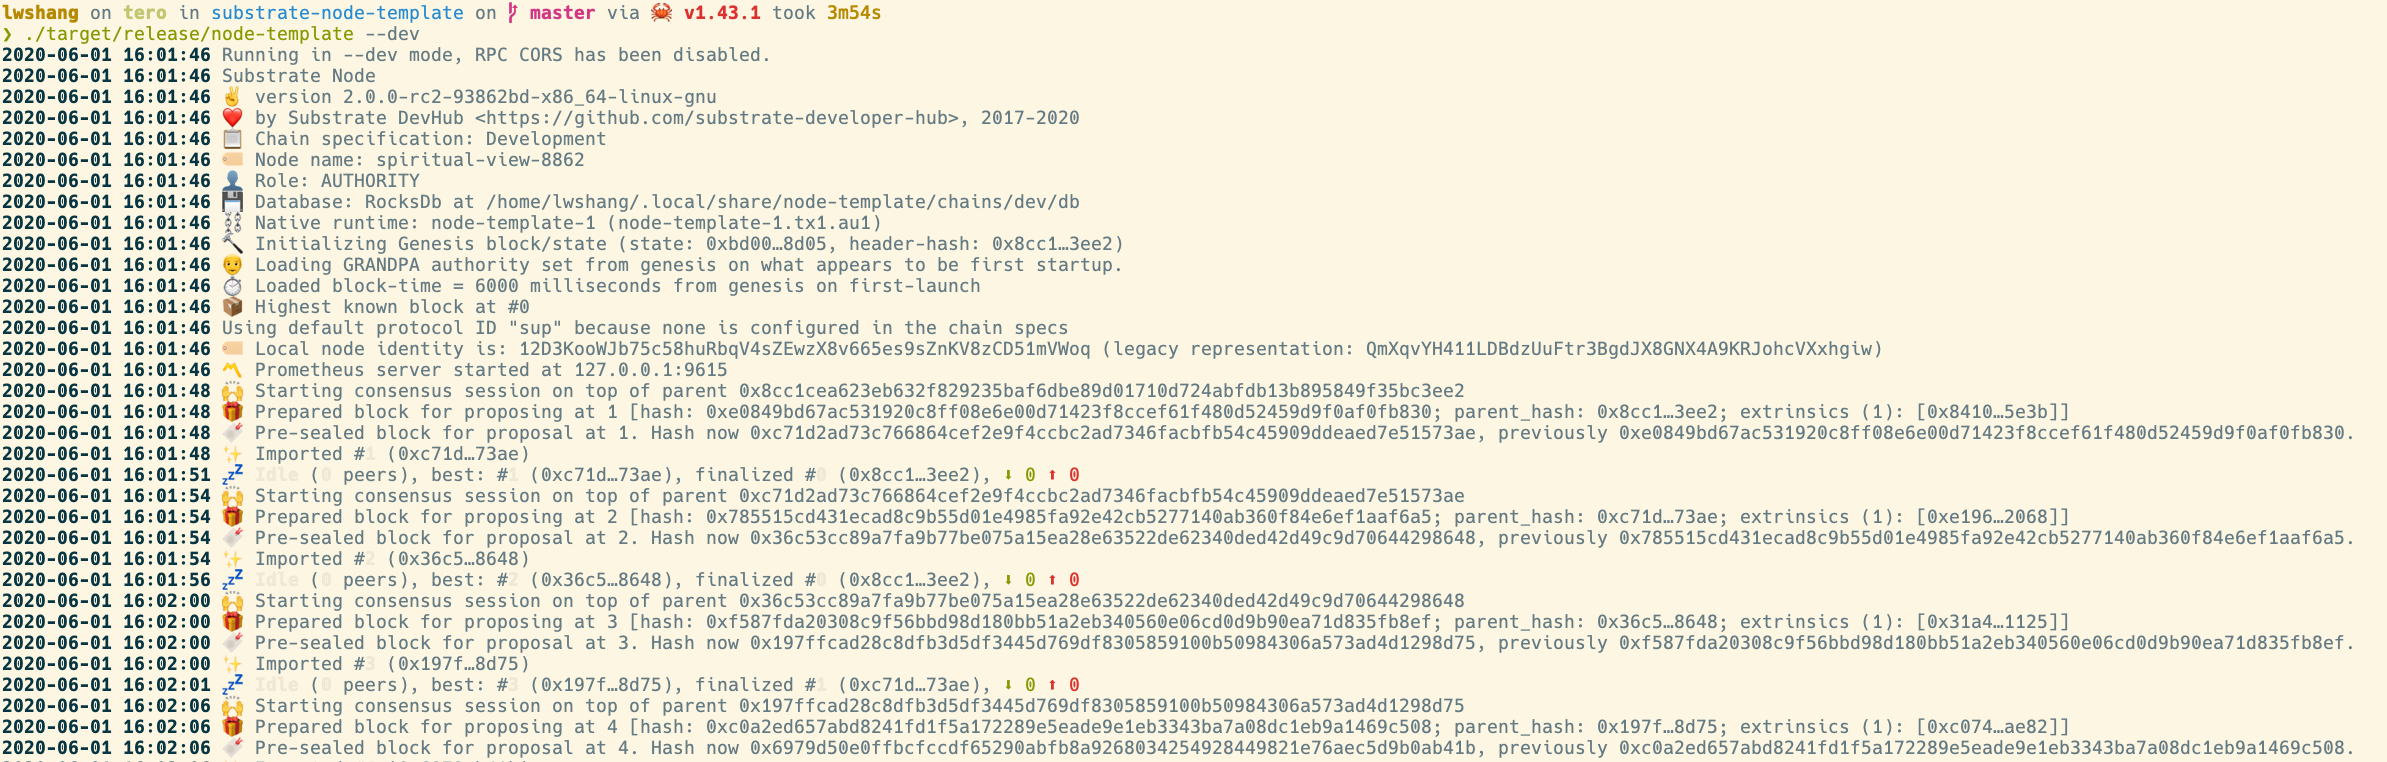 lwshang on tero in substrate-node-template on master via 🦀 v1.43.1 took 3m54s
❯ ./target/release/node-template --dev
2020-06-01 16:01:46 Running in --dev mode, RPC CORS has been disabled.
2020-06-01 16:01:46 Substrate Node
2020-06-01 16:01:46 ✌️ version 2.0.0-rc2-93862bd-x86_64-linux-gnu
2020-06-01 16:01:46 ❤️ by Substrate DevHub <https://github.com/substrate-developer-hub>, 2017-2020
2020-06-01 16:01:46 📋 Chain specification: Development
2020-06-01 16:01:46 🏷 Node name: spiritual-view-8862
2020-06-01 16:01:46 👤 Role: AUTHORITY
2020-06-01 16:01:46 💾 Database: RocksDb at /home/lwshang/.local/share/node-template/chains/dev/db
2020-06-01 16:01:46 ⛓ Native runtime: node-template-1 (node-template-1.tx1.au1)
2020-06-01 16:01:46 🔨 Initializing Genesis block/state (state: 0xbd00…8d05, header-hash: 0x8cc1…3ee2)
2020-06-01 16:01:46 👴 Loading GRANDPA authority set from genesis on what appears to be first startup.
2020-06-01 16:01:46 ⏱ Loaded block-time = 6000 milliseconds from genesis on first-launch
2020-06-01 16:01:46 📦 Highest known block at #0
2020-06-01 16:01:46 Using default protocol ID "sup" because none is configured in the chain specs
2020-06-01 16:01:46 🏷 Local node identity is: 12D3KooWJb75c58huRbqV4sZEwzX8v665es9sZnKV8zCD51mVWoq (legacy representation: QmXqvYH411LDBdzUuFtr3BgdJX8GNX4A9KRJohcVXxhgiw)
2020-06-01 16:01:46 〽️ Prometheus server started at 127.0.0.1:9615
2020-06-01 16:01:48 🙌 Starting consensus session on top of parent 0x8cc1cea623eb632f829235baf6dbe89d01710d724abfdb13b895849f35bc3ee2
2020-06-01 16:01:48 🎁 Prepared block for proposing at 1 [hash: 0xe0849bd67ac531920c8ff08e6e00d71423f8ccef61f480d52459d9f0af0fb830; parent_hash: 0x8cc1…3ee2; extrinsics (1): [0x8410…5e3b]]
2020-06-01 16:01:48 🔖 Pre-sealed block for proposal at 1. Hash now 0xc71d2ad73c766864cef2e9f4ccbc2ad7346facbfb54c45909ddeaed7e51573ae, previously 0xe0849bd67ac531920c8ff08e6e00d71423f8ccef61f480d52459d9f0af0fb830.
2020-06-01 16:01:48 ✨ Imported #1 (0xc71d…73ae)
2020-06-01 16:01:51 💤 Idle (0 peers), best: #1 (0xc71d…73ae), finalized #0 (0x8cc1…3ee2), ⬇ 0 ⬆ 0
2020-06-01 16:01:54 🙌 Starting consensus session on top of parent 0xc71d2ad73c766864cef2e9f4ccbc2ad7346facbfb54c45909ddeaed7e51573ae
2020-06-01 16:01:54 🎁 Prepared block for proposing at 2 [hash: 0x785515cd431ecad8c9b55d01e4985fa92e42cb5277140ab360f84e6ef1aaf6a5; parent_hash: 0xc71d…73ae; extrinsics (1): [0xe196…2068]]
2020-06-01 16:01:54 🔖 Pre-sealed block for proposal at 2. Hash now 0x36c53cc89a7fa9b77be075a15ea28e63522de62340ded42d49c9d70644298648, previously 0x785515cd431ecad8c9b55d01e4985fa92e42cb5277140ab360f84e6ef1aaf6a5.
2020-06-01 16:01:54 ✨ Imported #2 (0x36c5…8648)
2020-06-01 16:01:56 💤 Idle (0 peers), best: #2 (0x36c5…8648), finalized #0 (0x8cc1…3ee2), ⬇ 0 ⬆ 0
2020-06-01 16:02:00 🙌 Starting consensus session on top of parent 0x36c53cc89a7fa9b77be075a15ea28e63522de62340ded42d49c9d70644298648
2020-06-01 16:02:00 🎁 Prepared block for proposing at 3 [hash: 0xf587fda20308c9f56bbd98d180bb51a2eb340560e06cd0d9b90ea71d835fb8ef; parent_hash: 0x36c5…8648; extrinsics (1): [0x31a4…1125]]
2020-06-01 16:02:00 🔖 Pre-sealed block for proposal at 3. Hash now 0x197ffcad28c8dfb3d5df3445d769df8305859100b50984306a573ad4d1298d75, previously 0xf587fda20308c9f56bbd98d180bb51a2eb340560e06cd0d9b90ea71d835fb8ef.
2020-06-01 16:02:00 ✨ Imported #3 (0x197f…8d75)
2020-06-01 16:02:01 💤 Idle (0 peers), best: #3 (0x197f…8d75), finalized #1 (0xc71d…73ae), ⬇ 0 ⬆ 0
2020-06-01 16:02:06 🙌 Starting consensus session on top of parent 0x197ffcad28c8dfb3d5df3445d769df8305859100b50984306a573ad4d1298d75
2020-06-01 16:02:06 🎁 Prepared block for proposing at 4 [hash: 0xc0a2ed657abd8241fd1f5a172289e5eade9e1eb3343ba7a08dc1eb9a1469c508; parent_hash: 0x197f…8d75; extrinsics (1): [0xc074…ae82]]
2020-06-01 16:02:06 🔖 Pre-sealed block for proposal at 4. Hash now 0x6979d50e0ffbcfccdf65290abfb8a9268034254928449821e76aec5d9b0ab41b, previously 0xc0a2ed657abd8241fd1f5a172289e5eade9e1eb3343ba7a08dc1eb9a1469c508.